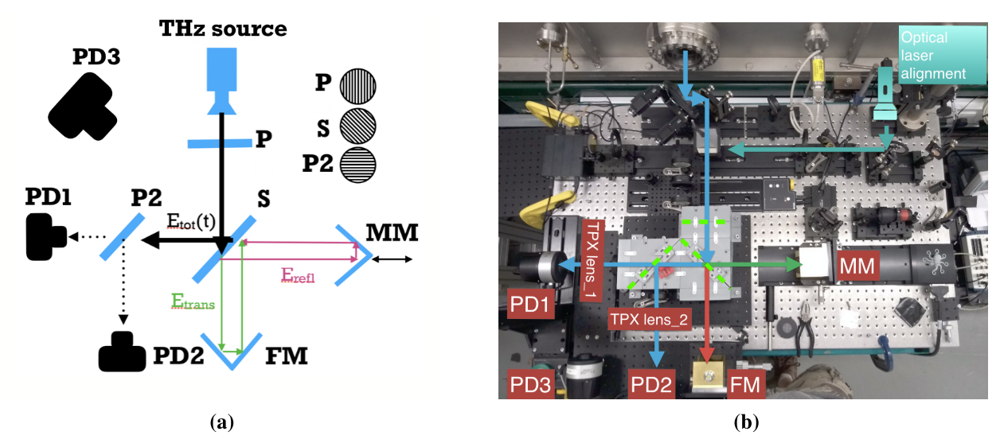 THz source
PD3
P
S
P2
P
PD1
P2
S
E_tot(t)
MM
E_refl
E_trans
PD2
FM
(a)
Optical
laser
alignment
TPX lens_1
MM
PD1
TPX lens_2
PD3
PD2
FM
(b)